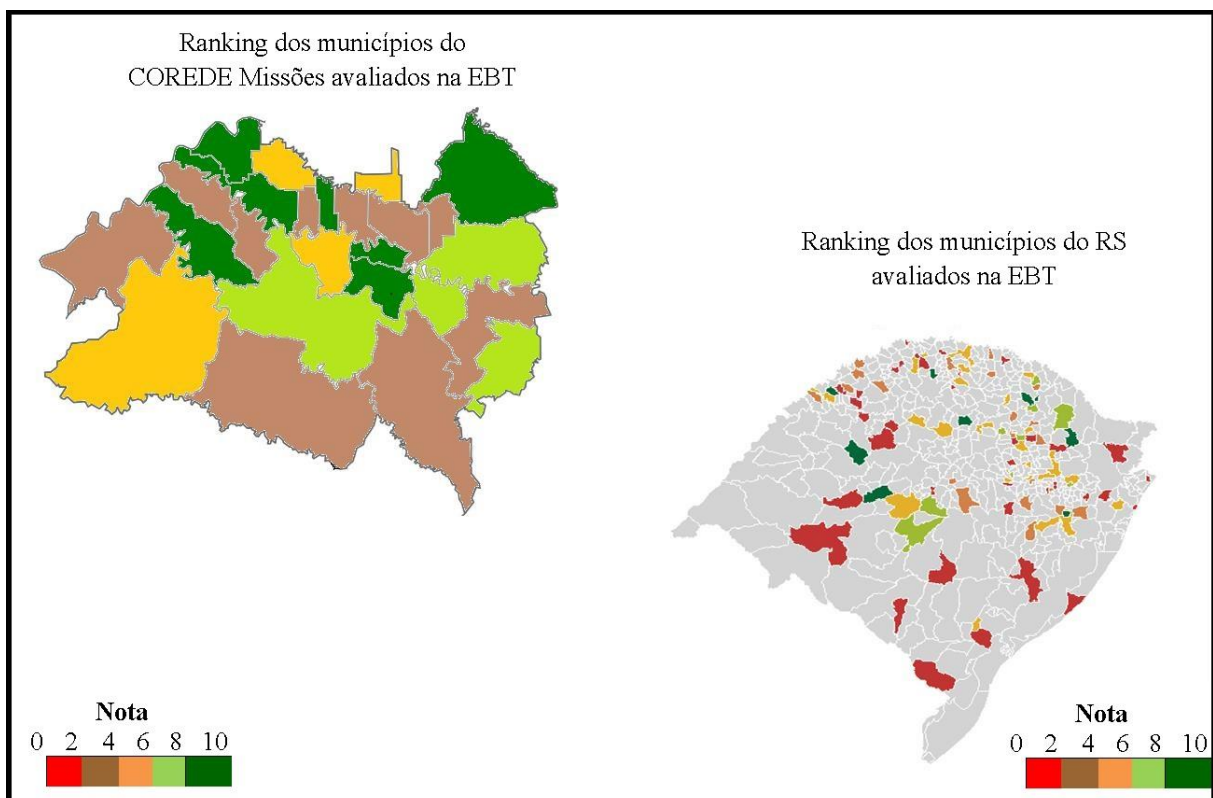 Ranking dos municípios do
COREDE Missões avaliados na EBT
Ranking dos municípios do RS
avaliados na EBT
Nota
0 2 4 6 8 10
Nota
0 2 4 6 8 10